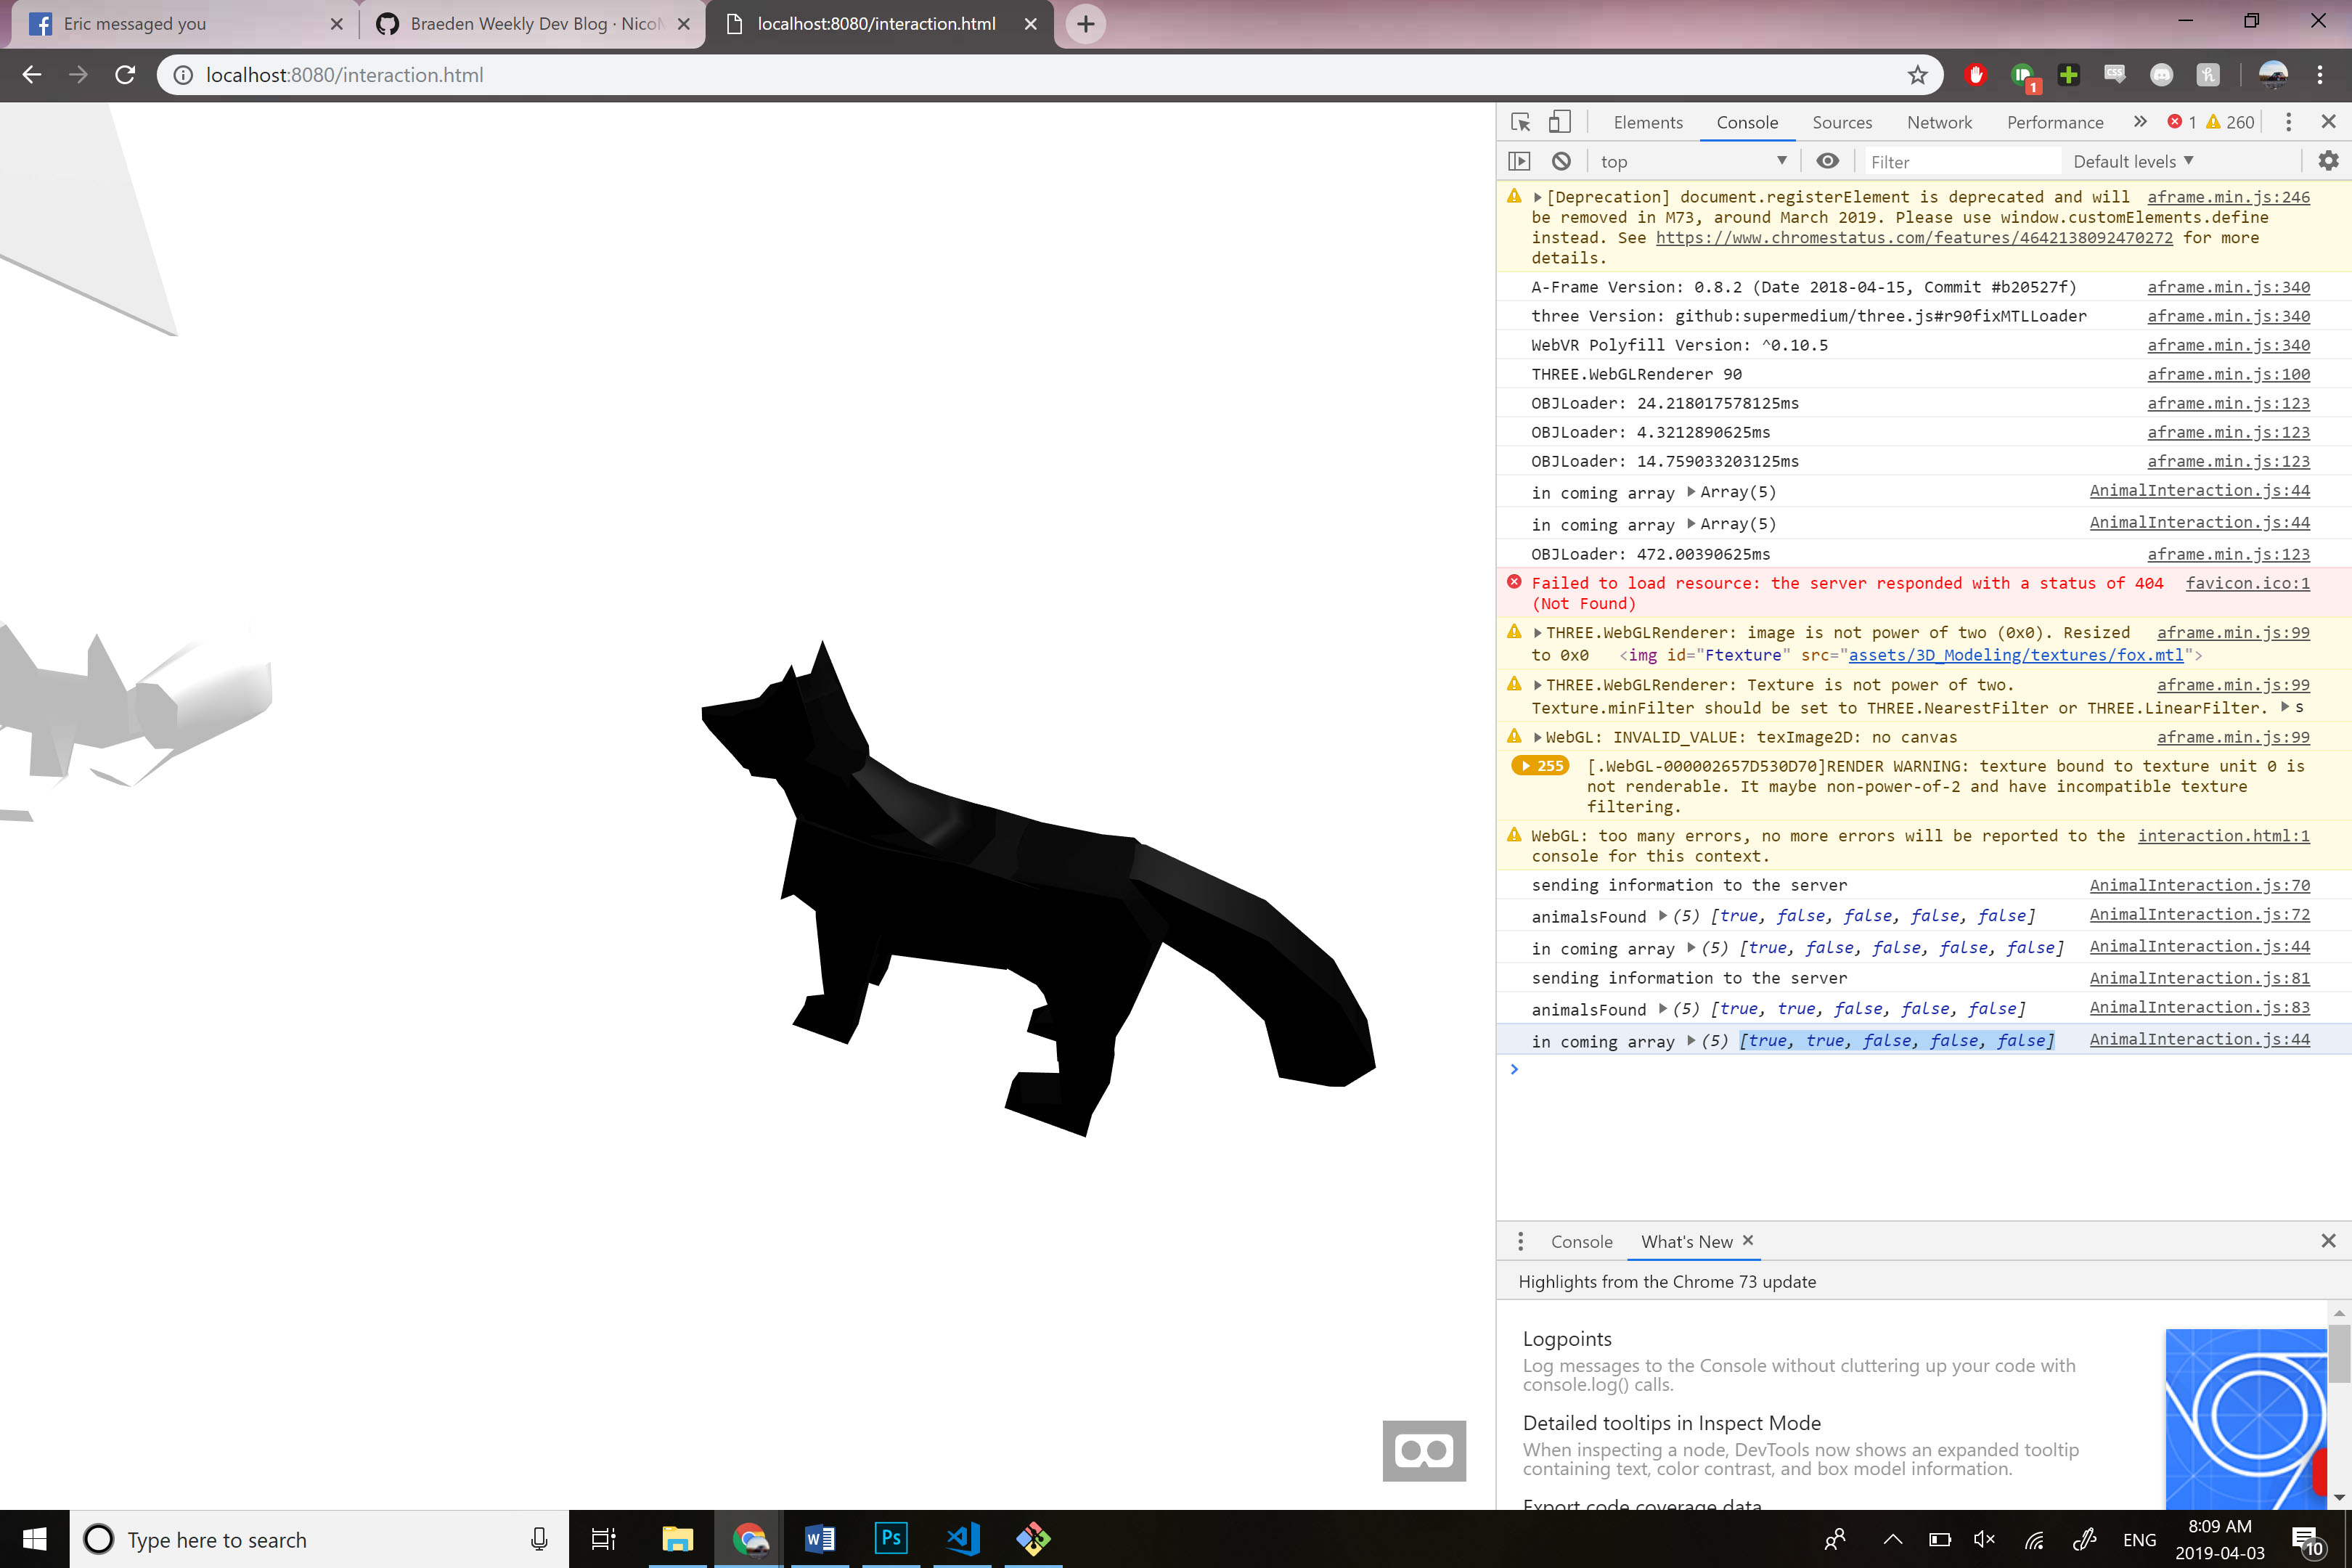 Eric messaged you
Braeden Weekly Dev Blog · NicoN
localhost:8080/interaction.html
localhost:8080/interaction.html
1
CSS
Elements Console Sources Network Performance » 1 260
top Filter Default levels
[Deprecation] document.registerElement is deprecated and will aframe.min.js:246
be removed in M73, around March 2019. Please use window.customElements.define
instead. See https://www.chromestatus.com/features/4642138092470272 for more
details.
A-Frame Version: 0.8.2 (Date 2018-04-15, Commit #b20527f) aframe.min.js:340
three Version: github:supermedium/three.js#r90fixMTLLoader aframe.min.js:340
WebVR Polyfill Version: ^0.10.5 aframe.min.js:340
THREE.WebGLRenderer 90 aframe.min.js:100
OBJLoader: 24.218017578125ms aframe.min.js:123
OBJLoader: 4.3212890625ms aframe.min.js:123
OBJLoader: 14.759033203125ms aframe.min.js:123
in coming array Array(5) AnimalInteraction.js:44
in coming array Array(5) AnimalInteraction.js:44
OBJLoader: 472.00390625ms aframe.min.js:123
Failed to load resource: the server responded with a status of 404 favicon.ico:1
(Not Found)
THREE.WebGLRenderer: image is not power of two (0x0). Resized aframe.min.js:99
to 0x0 <img id="Ftexture" src="assets/3D_Modeling/textures/fox.mtl">
THREE.WebGLRenderer: Texture is not power of two. aframe.min.js:99
Texture.minFilter should be set to THREE.NearestFilter or THREE.LinearFilter. s
WebGL: INVALID_VALUE: texImage2D: no canvas aframe.min.js:99
255 [.WebGL-000002657D530D70]RENDER WARNING: texture bound to texture unit 0 is
not renderable. It maybe non-power-of-2 and have incompatible texture
filtering.
WebGL: too many errors, no more errors will be reported to the interaction.html:1
console for this context.
sending information to the server AnimalInteraction.js:70
animalsFound (5) [true, false, false, false, false] AnimalInteraction.js:72
in coming array (5) [true, false, false, false, false] AnimalInteraction.js:44
sending information to the server AnimalInteraction.js:81
animalsFound (5) [true, true, false, false, false] AnimalInteraction.js:83
in coming array (5) [true, true, false, false, false] AnimalInteraction.js:44
Console What's New
Highlights from the Chrome 73 update
Logpoints
Log messages to the Console without cluttering up your code with
console.log() calls.
Detailed tooltips in Inspect Mode
When inspecting a node, DevTools now shows an expanded tooltip
containing text, color contrast, and box model information.
Export code coverage data
Type here to search
Ps
ENG
8:09 AM
2019-04-03
10